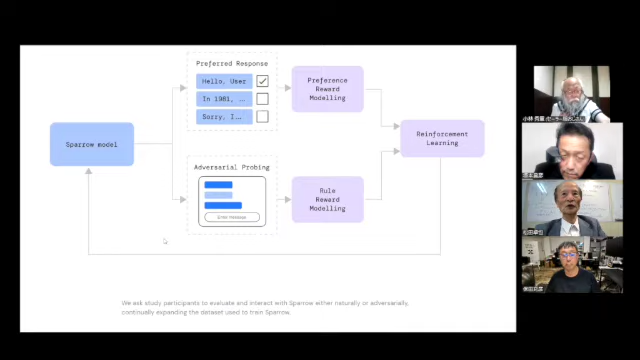 Preferred Response
Hello, User
In 1981, ...
Sorry, I...
Preference
Reward
Modelling
Sparrow model
Reinforcement
Learning
Adversarial Probing
Enter message
Rule
Reward
Modelling
We ask study participants to evaluate and interact with Sparrow either naturally or adversarially,
continually expanding the dataset used to train Sparrow.